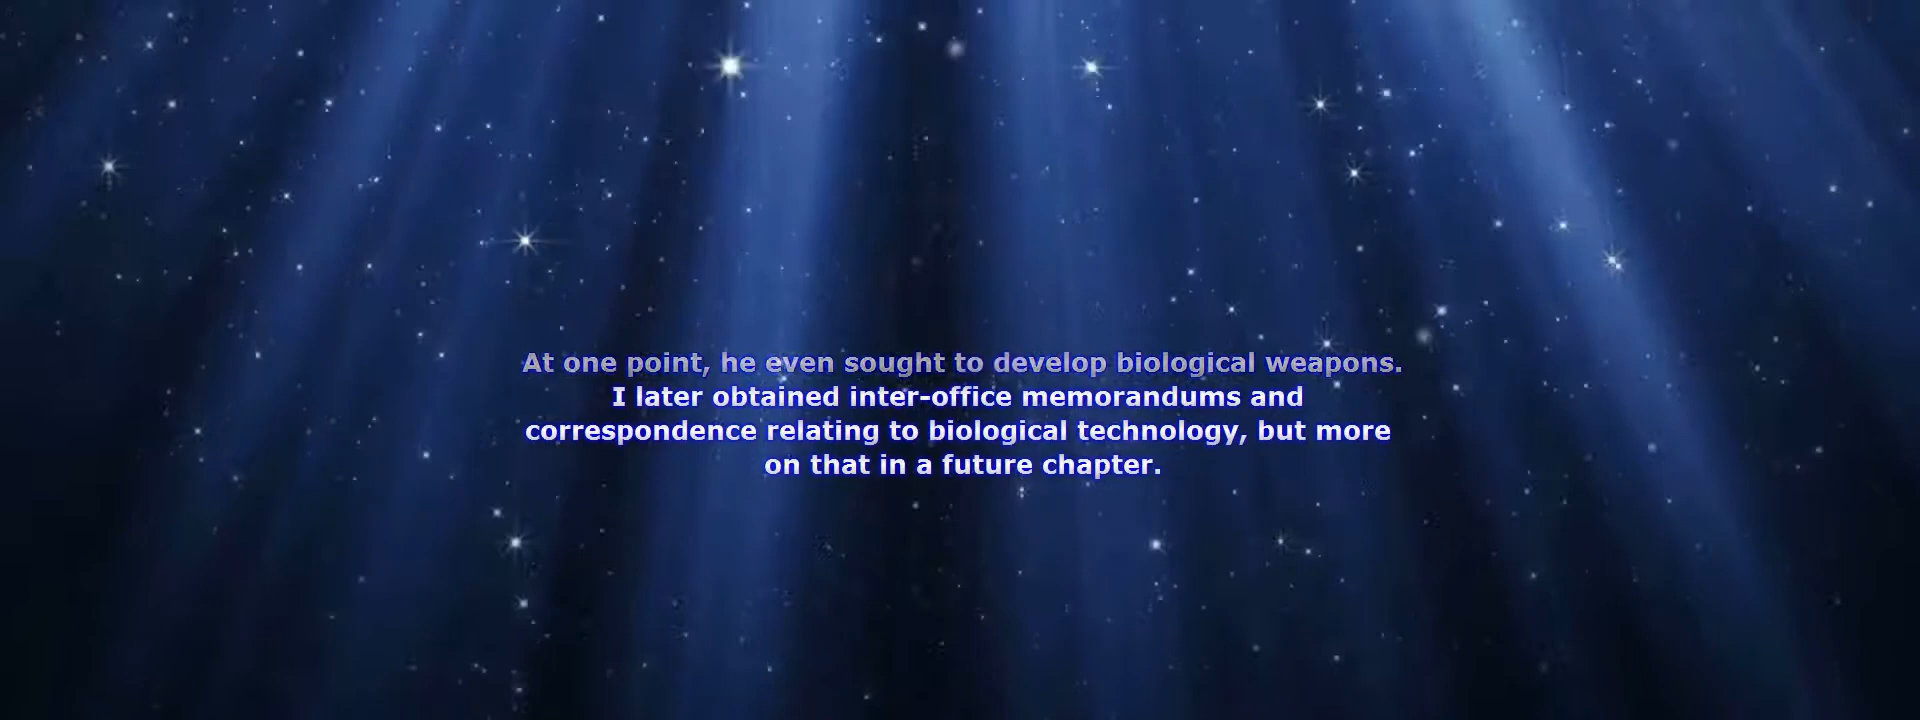 At one point, he even sought to develop biological weapons.
I later obtained inter-office memorandums and
correspondence relating to biological technology, but more
on that in a future chapter.